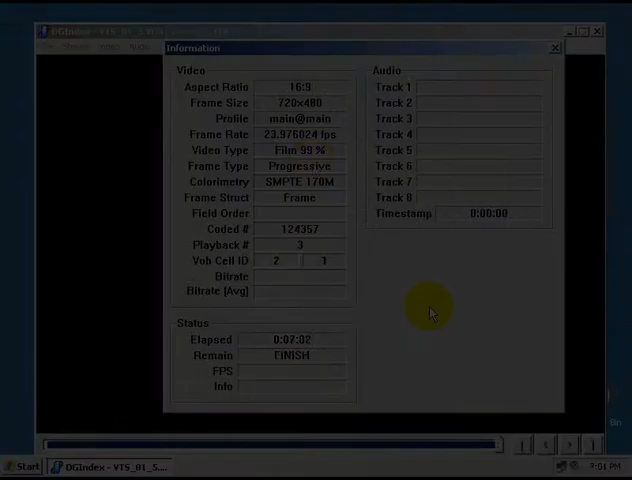 DGIndex - VTS_01_
Information
Video
Aspect Ratio 16:9
Frame Size 720x480
Profile main@main
Frame Rate 23.976024 fps
Video Type Film 99 %
Frame Type Progressive
Colorimetry SMPTE 170M
Frame Struct Frame
Field Order
Coded # 124357
Playback # 3
Vob Cell ID 2 1
Bitrate
Bitrate (Avg)
Audio
Track 1
Track 2
Track 3
Track 4
Track 5
Track 6
Track 7
Track 8
Timestamp 0:00:00
Status
Elapsed 0:07:02
Remain FINISH
FPS
Info
[ < > ]
Bin
Start
DGIndex - VTS_01_5....